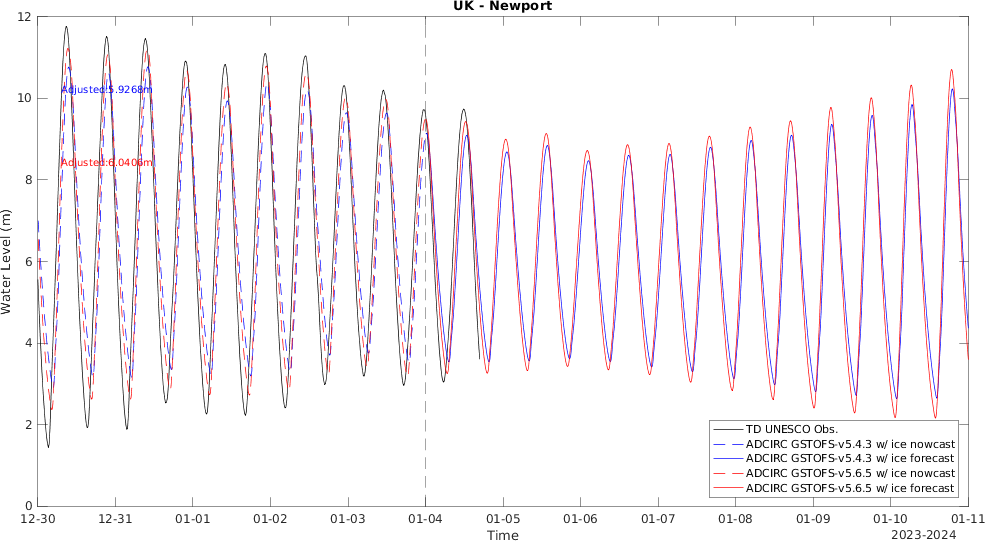 UK - Newport
12
10
8
6
4
2
0
Water Level (m)
Adjusted:5.9268m
Adjusted:6.0406m
TD UNESCO Obs.
ADCIRC GSTOFS-v5.4.3 w/ ice nowcast
ADCIRC GSTOFS-v5.4.3 w/ ice forecast
ADCIRC GSTOFS-v5.6.5 w/ ice nowcast
ADCIRC GSTOFS-v5.6.5 w/ ice forecast
12-30 12-31 01-01 01-02 01-03 01-04 01-05 01-06 01-07 01-08 01-09 01-10 01-11
Time
2023-2024